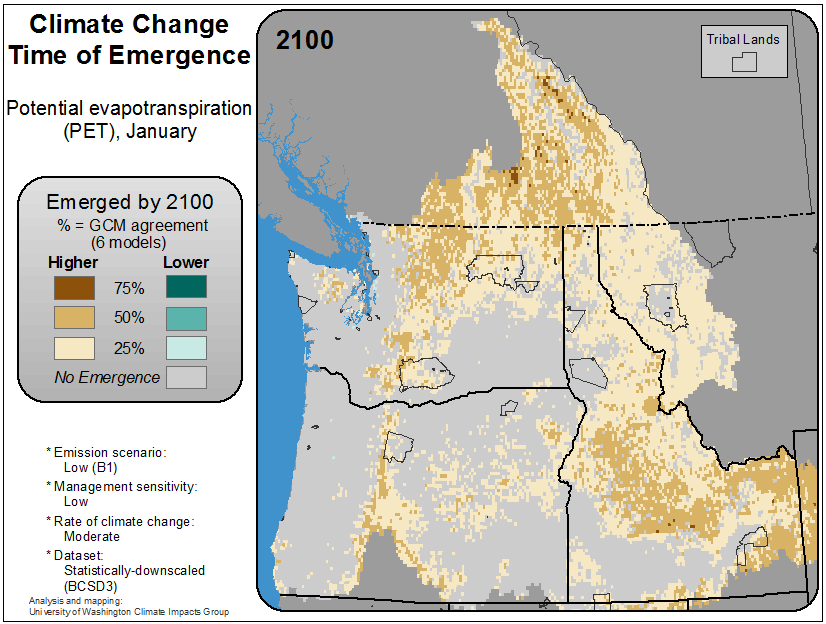 Climate Change
Time of Emergence
Potential evapotranspiration
(PET), January
Emerged by 2100
% = GCM agreement
(6 models)
Higher Lower
75%
50%
25%
No Emergence
* Emission scenario:
Low (B1)
* Management sensitivity:
Low
* Rate of climate change:
Moderate
* Dataset:
Statistically-downscaled
(BCSD3)
Analysis and mapping:
University of Washington Climate Impacts Group
2100
Tribal Lands